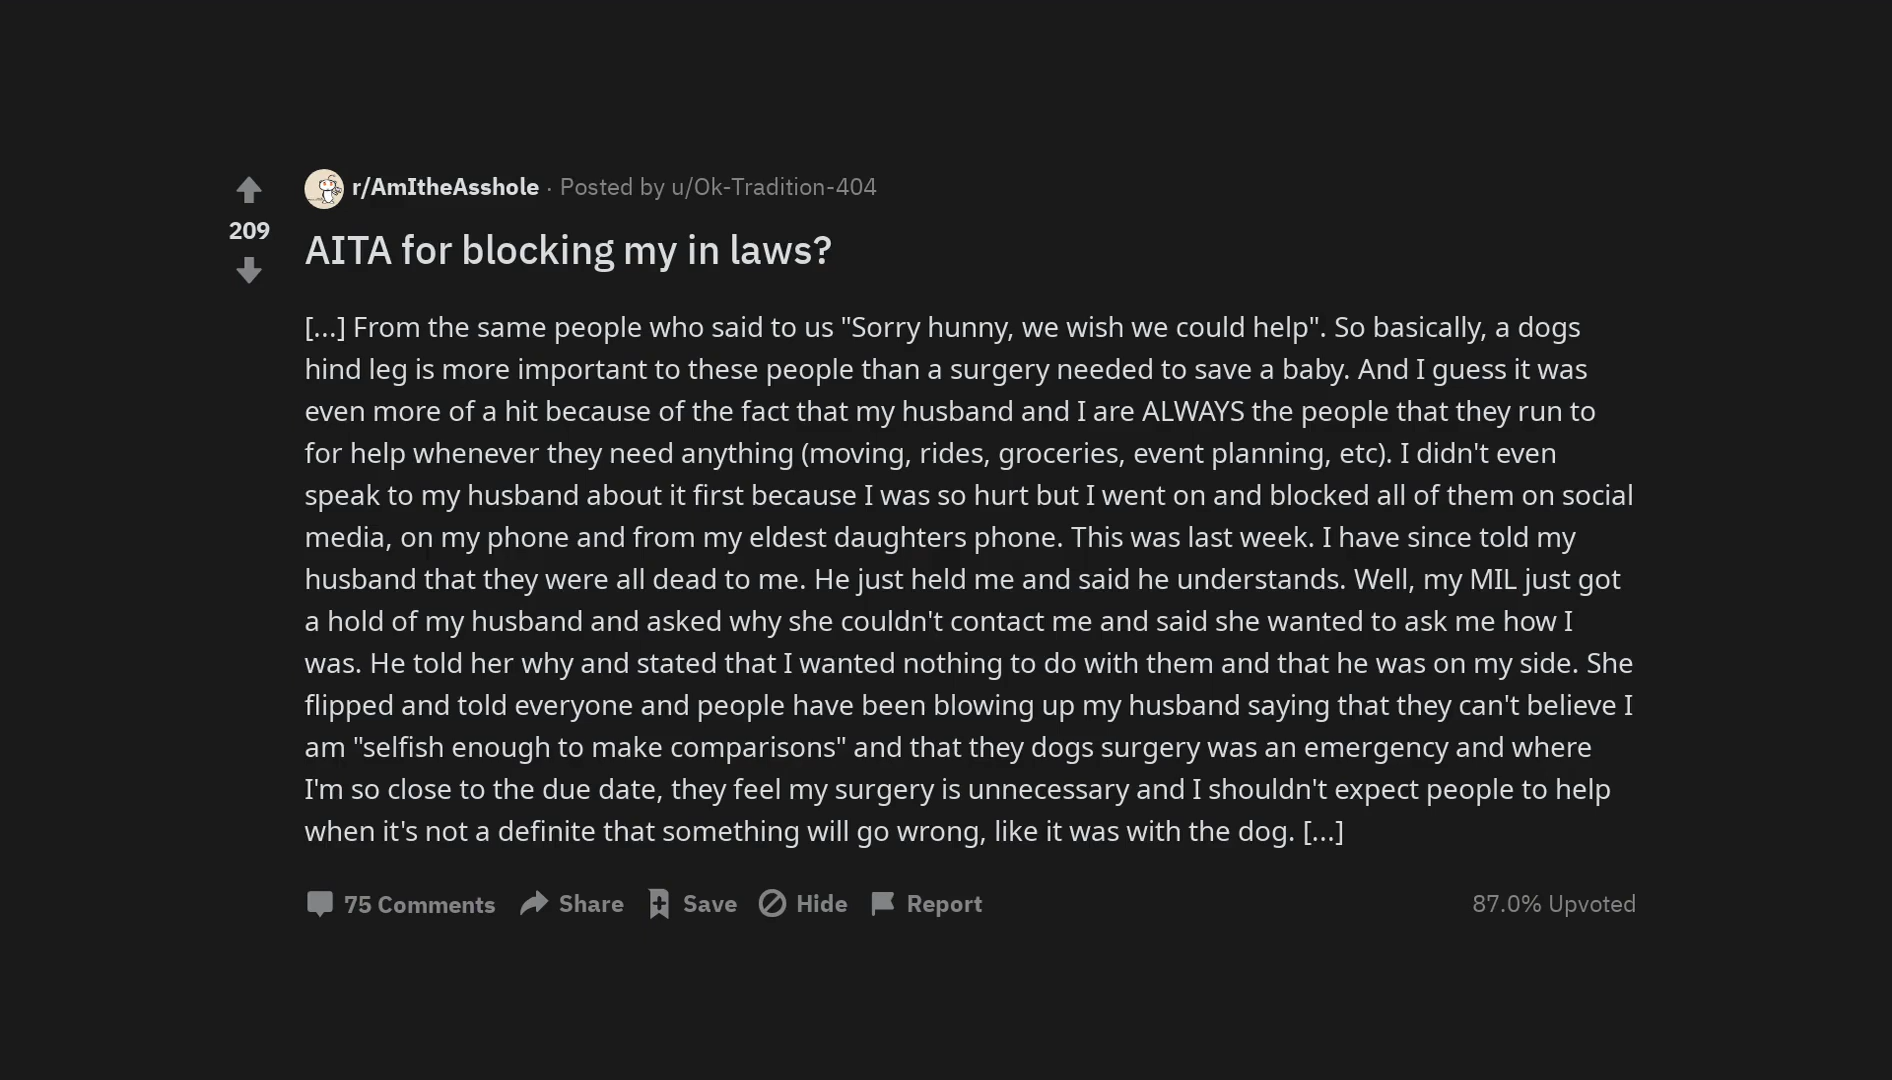 r/AmItheAsshole · Posted by u/Ok-Tradition-404
209
AITA for blocking my in laws?
[...] From the same people who said to us "Sorry hunny, we wish we could help". So basically, a dogs
hind leg is more important to these people than a surgery needed to save a baby. And I guess it was
even more of a hit because of the fact that my husband and I are ALWAYS the people that they run to
for help whenever they need anything (moving, rides, groceries, event planning, etc). I didn't even
speak to my husband about it first because I was so hurt but I went on and blocked all of them on social
media, on my phone and from my eldest daughters phone. This was last week. I have since told my
husband that they were all dead to me. He just held me and said he understands. Well, my MIL just got
a hold of my husband and asked why she couldn't contact me and said she wanted to ask me how I
was. He told her why and stated that I wanted nothing to do with them and that he was on my side. She
flipped and told everyone and people have been blowing up my husband saying that they can't believe I
am "selfish enough to make comparisons" and that they dogs surgery was an emergency and where
I'm so close to the due date, they feel my surgery is unnecessary and I shouldn't expect people to help
when it's not a definite that something will go wrong, like it was with the dog. [...]
75 Comments Share Save Hide Report 87.0% Upvoted